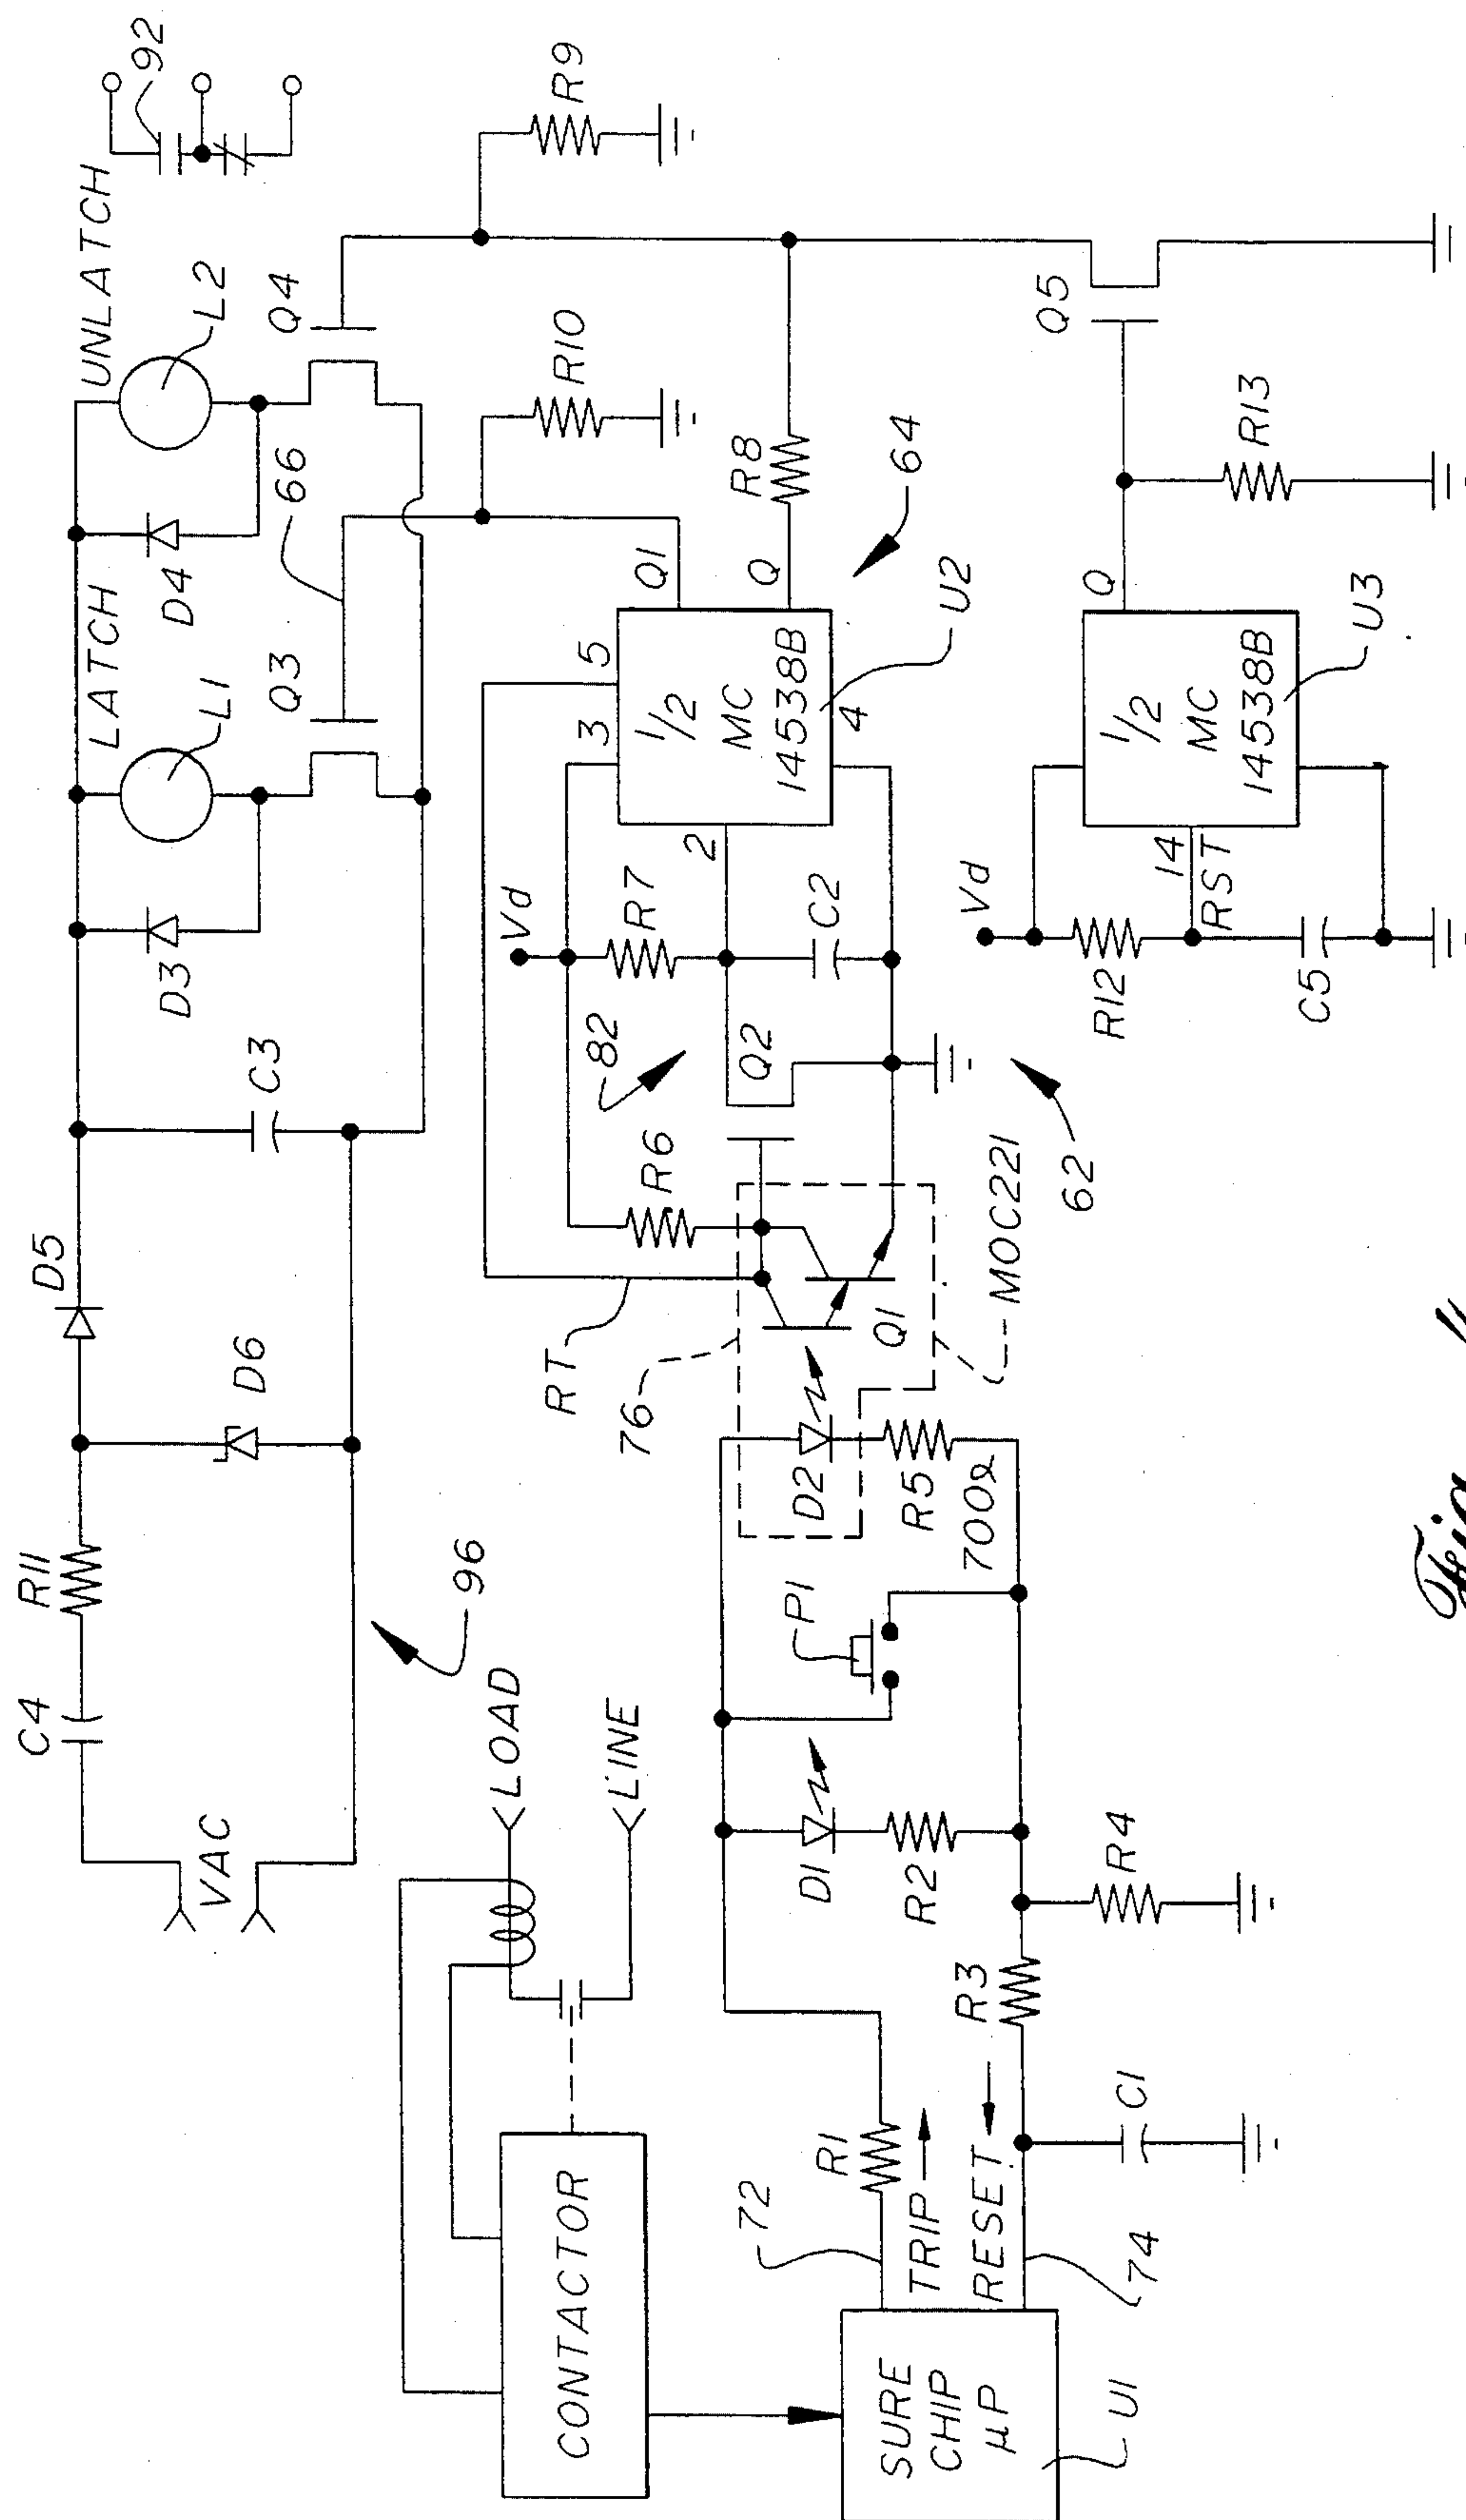 C4
R11
D5
D6
C3
D3
LATCH
L1
D4
UNLATCH
L2
92
Q3
66
Q4
VAC
96
LOAD
LINE
CONTACTOR
R10
R9
RT
76
R6
82
Vd
R7
Q2
C2
2
3
5
1/2
MC
14538B
4
Q1
Q
R8
64
U2
Q1
MOC221
62
D2
R5
700Ω
P1
D1
R2
R4
R3
R1
72
TRIP
RESET
C1
74
SURE
CHIP
μP
U1
Vd
R12
14
RST
C5
1/2
MC
14538B
U3
Q
R13
Q5
Fig. 11